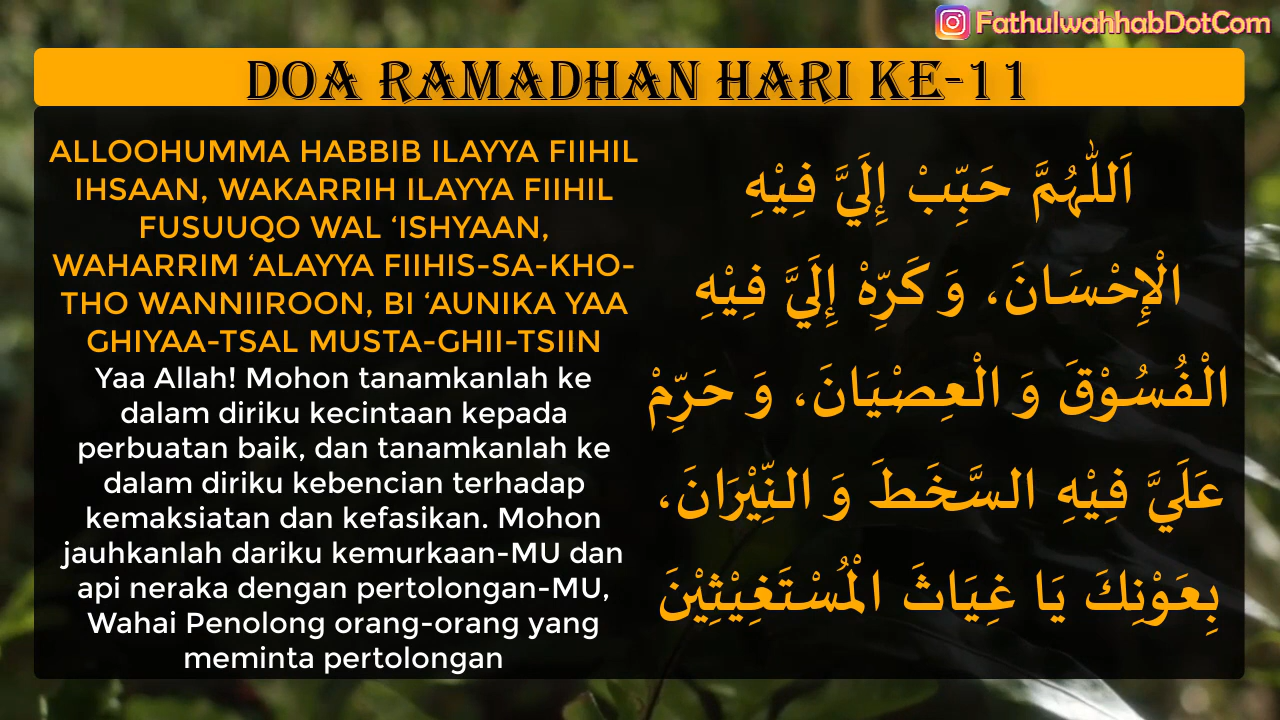 FathulwahhabDotCom
DOA RAMADHAN HARI KE-11
ALLOOHUMMA HABBIB ILAYYA FIIHIL
IHSAAN, WAKARRIH ILAYYA FIIHIL
FUSUUQO WAL ‘ISHYAAN,
WAHARRIM ‘ALAYYA FIIHIS-SA-KHO-
THO WANNIIROON, BI ‘AUNIKA YAA
GHIYAA-TSAL MUSTA-GHII-TSIIN
Yaa Allah! Mohon tanamkanlah ke
dalam diriku kecintaan kepada
perbuatan baik, dan tanamkanlah ke
dalam diriku kebencian terhadap
kemaksiatan dan kefasikan. Mohon
jauhkanlah dariku kemurkaan-MU dan
api neraka dengan pertolongan-MU,
Wahai Penolong orang-orang yang
meminta pertolongan
اَللّٰهُمَّ حَبِّبْ إِلَيَّ فِيْهِ
الْإِحْسَانَ، وَ كَرِّهْ إِلَيَّ فِيْهِ
الْفُسُوْقَ وَ الْعِصْيَانَ، وَ حَرِّمْ
عَلَيَّ فِيْهِ السَّخَطَ وَ النِّيْرَانَ،
بِعَوْنِكَ يَا غِيَاثَ الْمُسْتَغِيْثِيْنَ